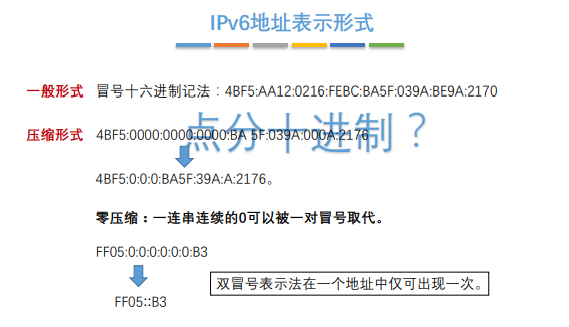 IPv6地址表示形式
一般形式 冒号十六进制记法：4BF5:AA12:0216:FEBC:BA5F:039A:BE9A:2170
点分十进制？
压缩形式 4BF5:0000:0000:0000:BA 5F:039A:000A:2176
4BF5:0:0:0:BA5F:39A:A:2176。
零压缩：一连串连续的0可以被一对冒号取代。
FF05:0:0:0:0:0:0:B3
双冒号表示法在一个地址中仅可出现一次。
FF05::B3